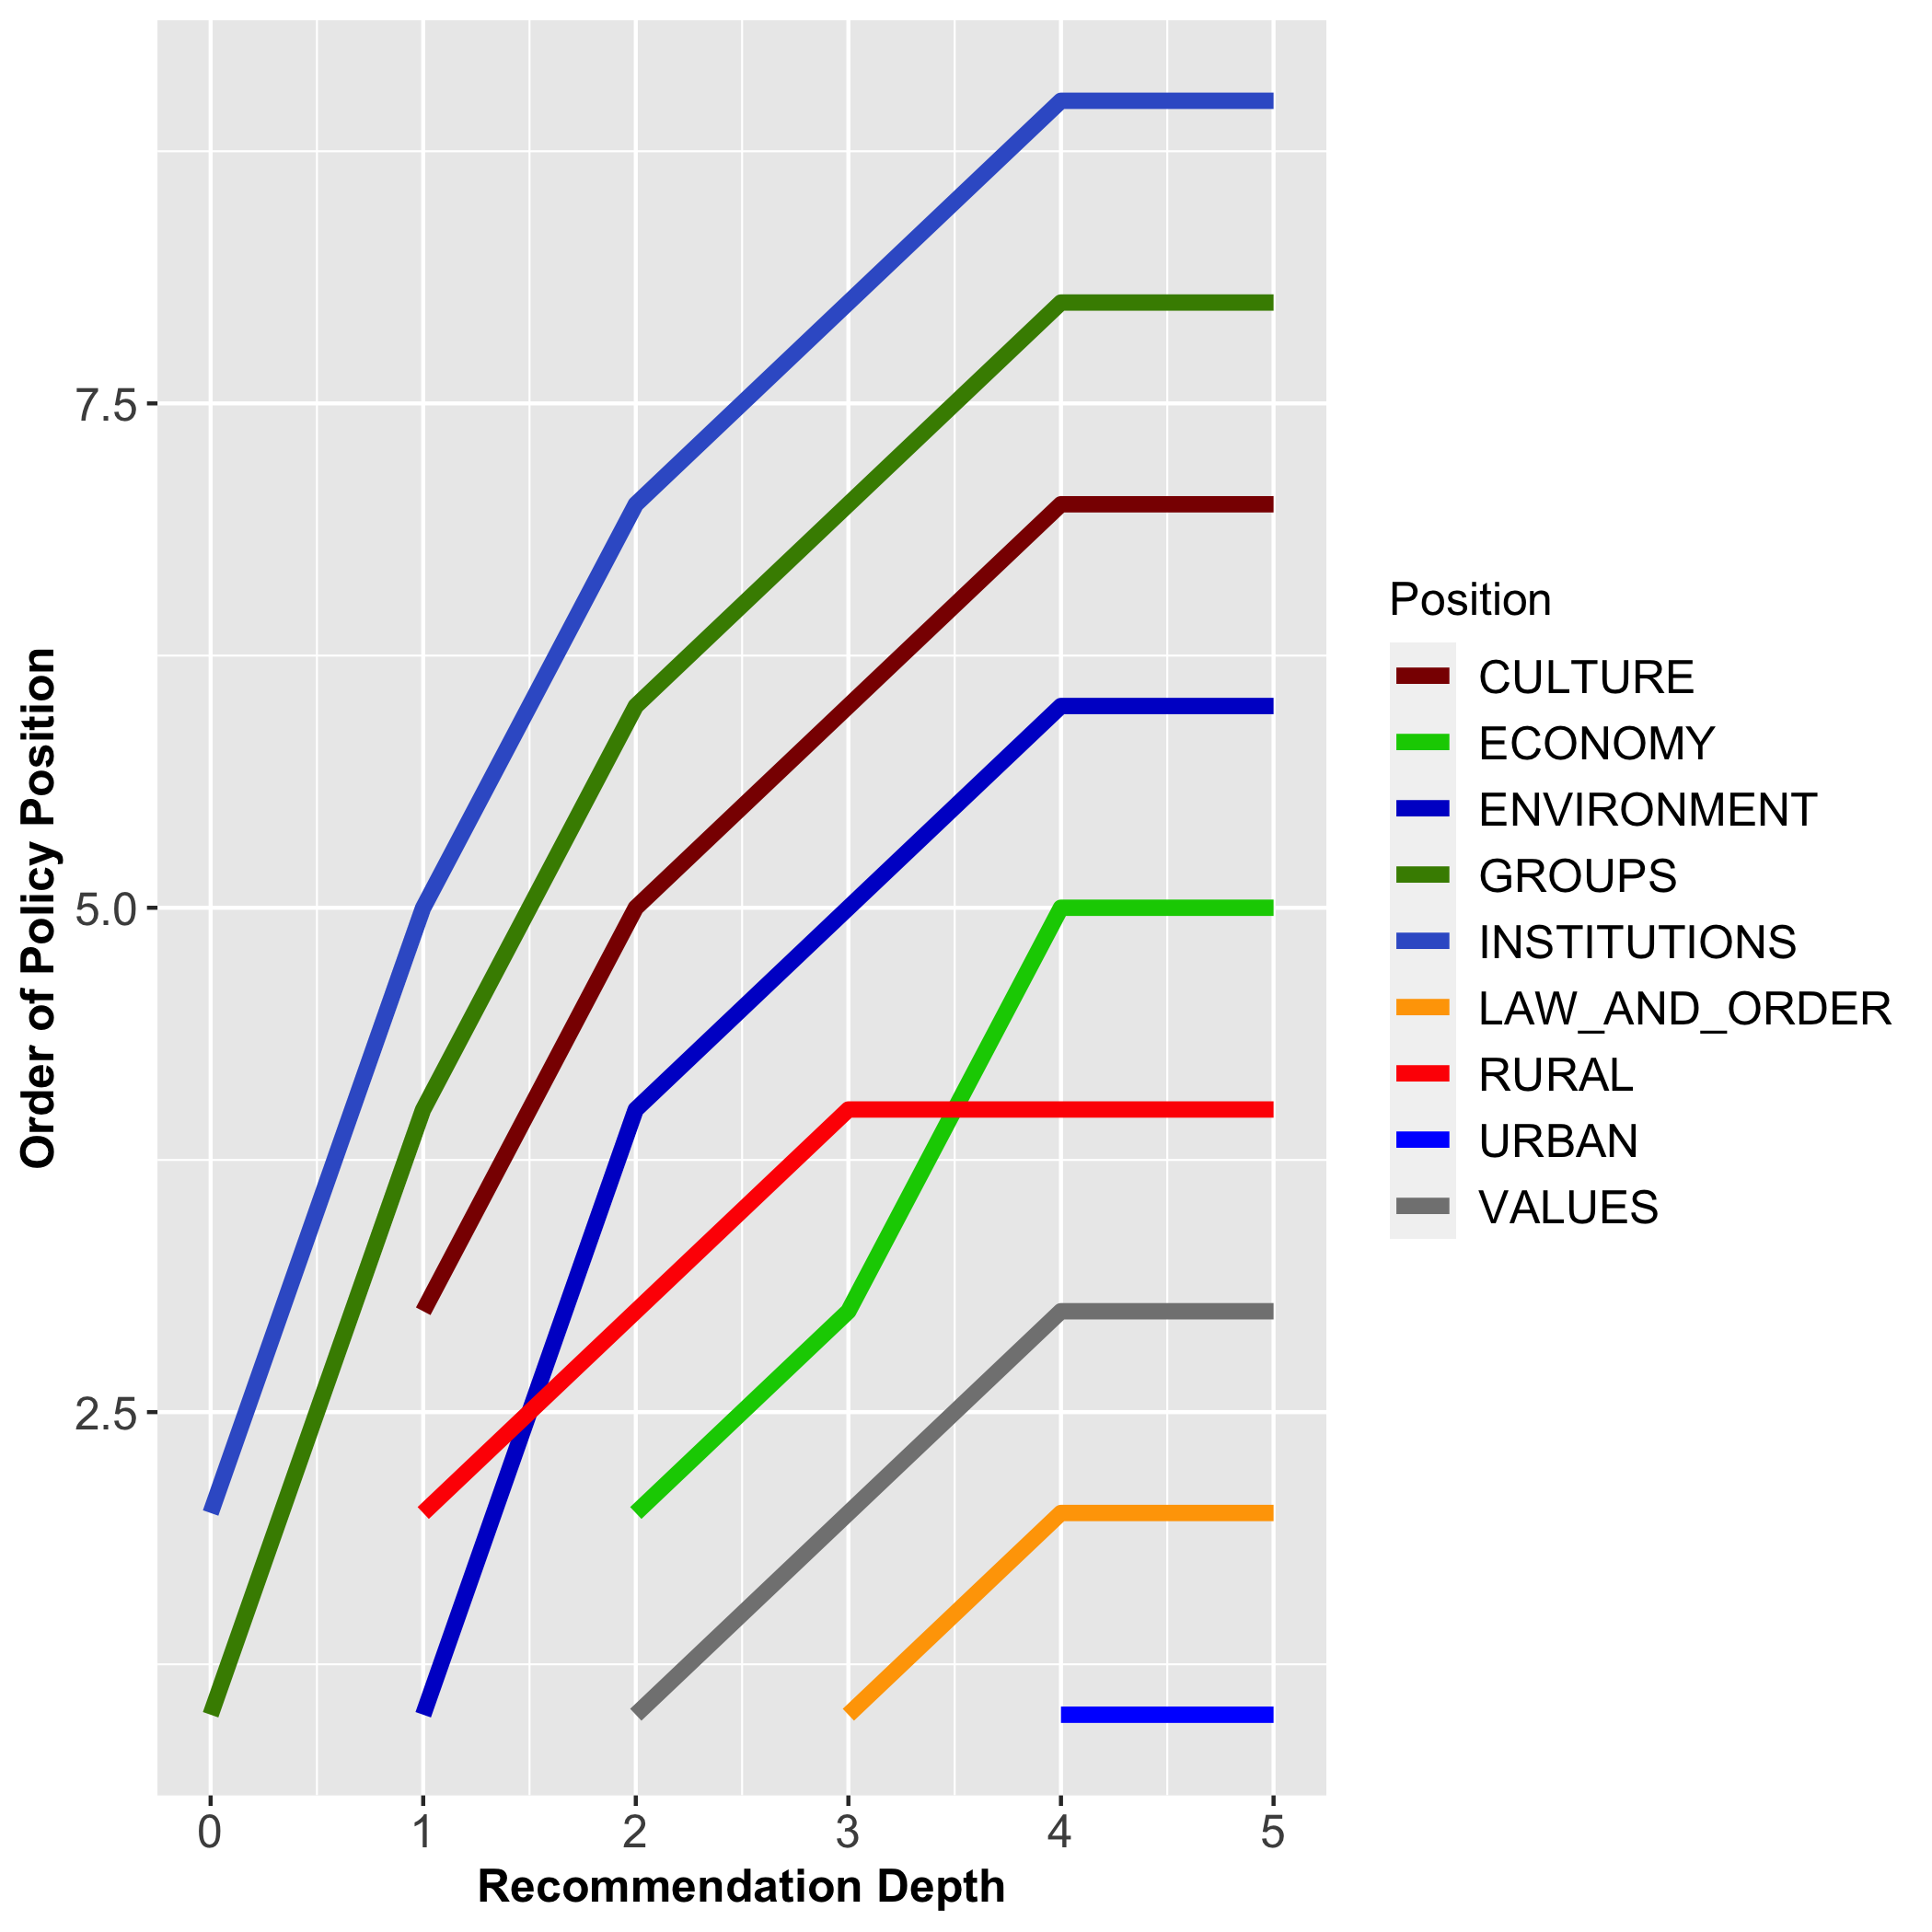 Order of Policy Position
7.5
5.0
2.5
0 1 2 3 4 5
Recommendation Depth
Position
CULTURE
ECONOMY
ENVIRONMENT
GROUPS
INSTITUTIONS
LAW_AND_ORDER
RURAL
URBAN
VALUES